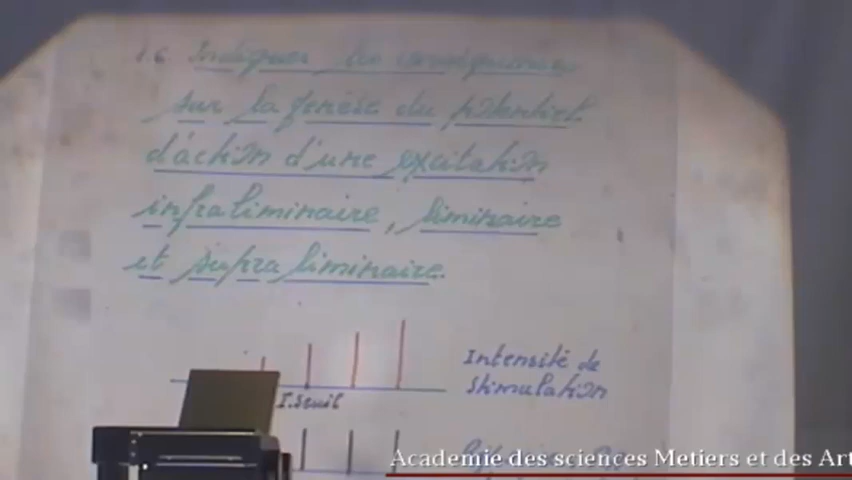 1.6 Indiquer les conséquences
sur la genèse du potentiel
d'action d'une excitation
infraliminaire, liminaire
et supraliminaire.
Intensité de
stimulation
I.seuil
Academie des sciences Metiers et des Art